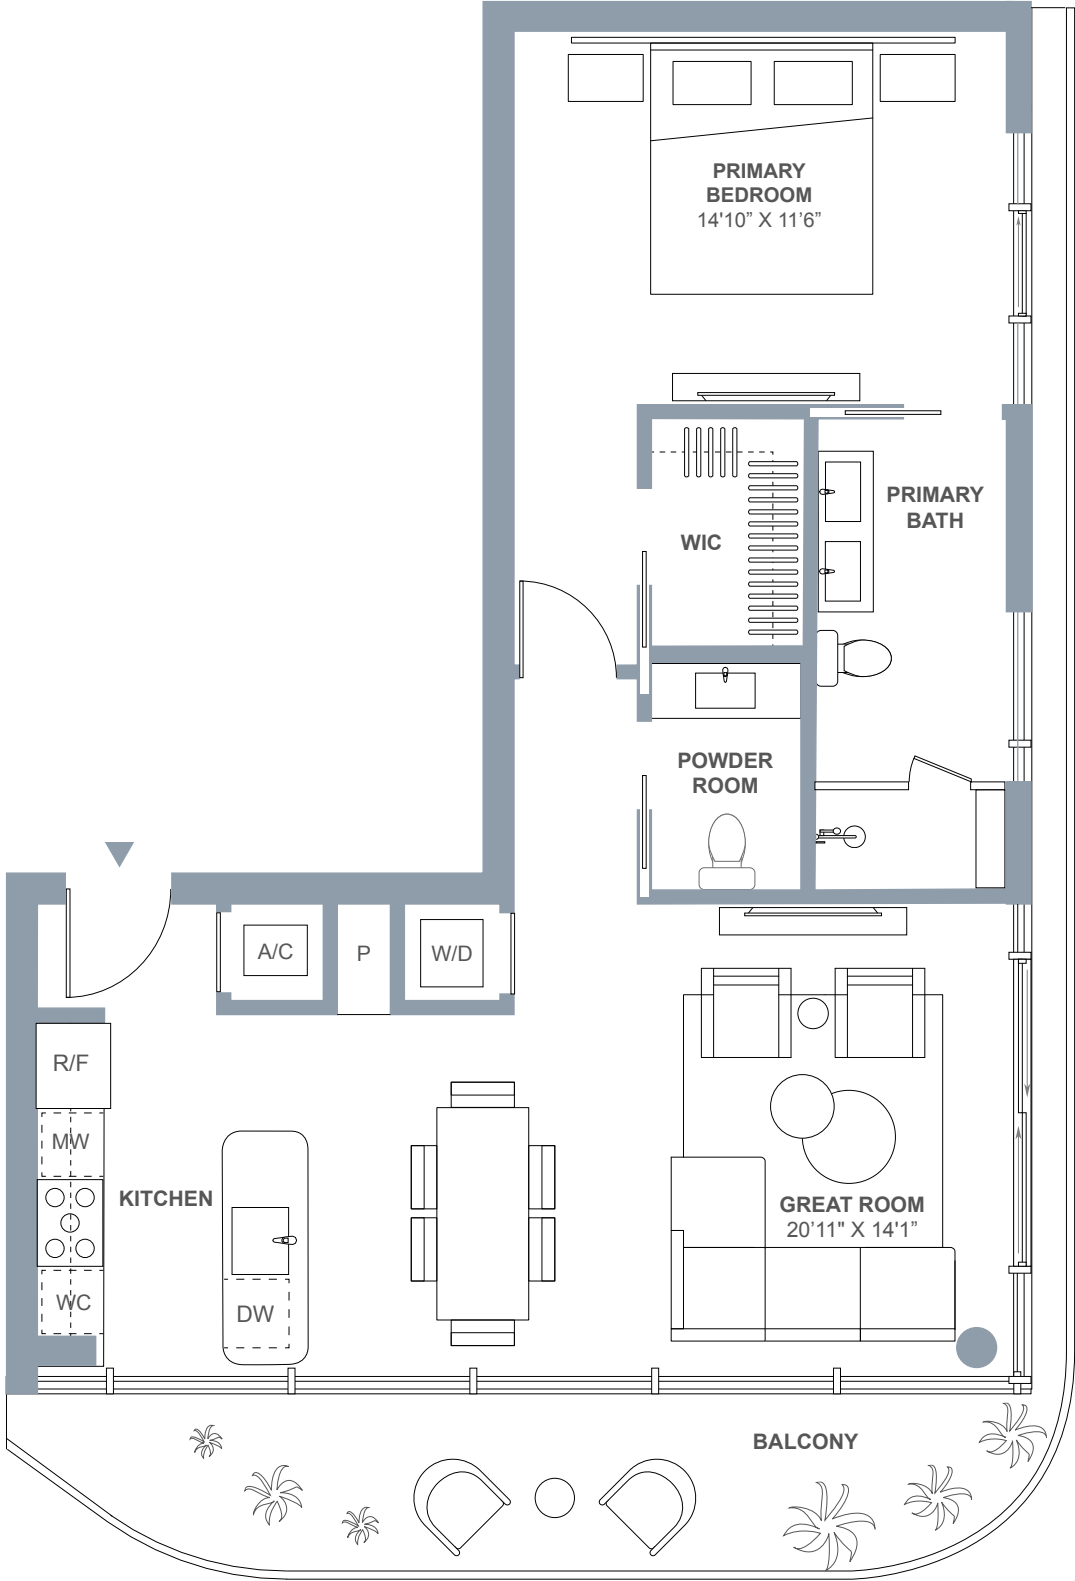 PRIMARY
BEDROOM
14'10” X 11’6”
PRIMARY
BATH
WIC
POWDER
ROOM
A/C
P
W/D
R/F
MW
KITCHEN
GREAT ROOM
20’11" X 14'1”
WC
DW
BALCONY